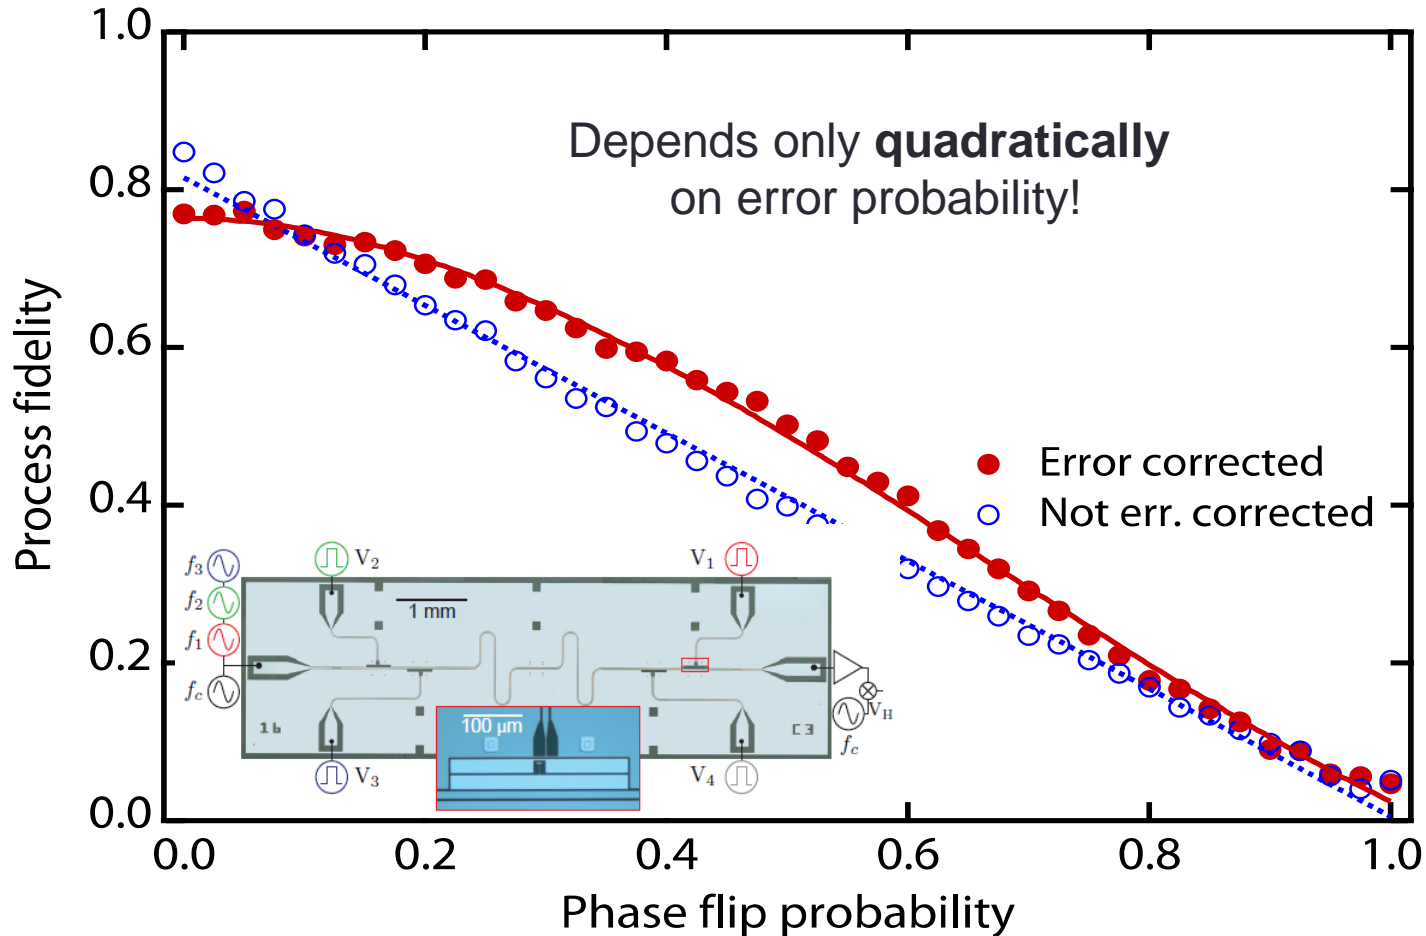 1.0
0.8
0.6
0.4
0.2
0.0
Process fidelity
Depends only quadratically
on error probability!
Error corrected
Not err. corrected
f3
f2
f1
fc
V2
V1
1 mm
16
C3
100 µm
V3
V4
VH
fc
0.0 0.2 0.4 0.6 0.8 1.0
Phase flip probability